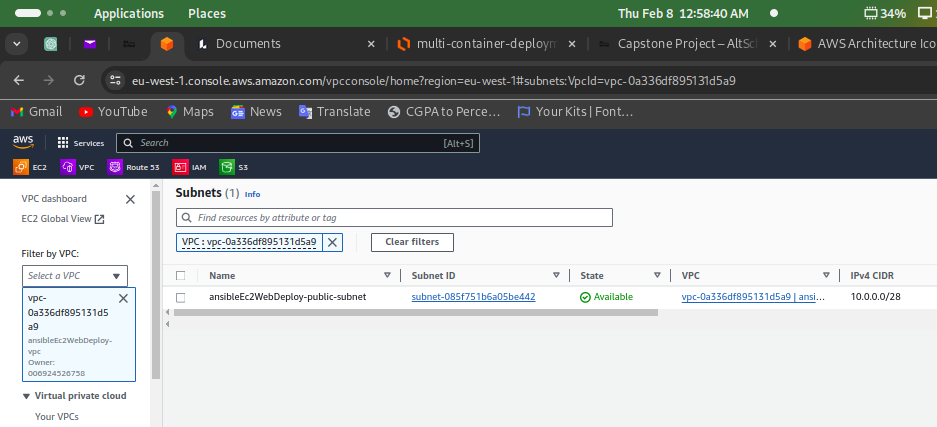 Applications Places Thu Feb 8 12:58:40 AM 34%
Documents multi-container-deploym Capstone Project – AltSch AWS Architecture Ico
eu-west-1.console.aws.amazon.com/vpcconsole/home?region=eu-west-1#subnets:VpcId=vpc-0a336df895131d5a9
Gmail YouTube Maps News Translate CGPA to Perce... Your Kits | Font...
aws Services Search [Alt+S]
EC2 VPC Route 53 IAM S3
VPC dashboard
EC2 Global View
Filter by VPC:
Select a VPC
vpc-
0a336df895131d5
a9
ansibleEc2WebDeploy-
vpc
Owner:
006924526758
Virtual private cloud
Your VPCs
Subnets (1) Info
Find resources by attribute or tag
VPC : vpc-0a336df895131d5a9 Clear filters
Name Subnet ID State VPC IPv4 CIDR
ansibleEc2WebDeploy-public-subnet subnet-085f751b6a05be442 Available vpc-0a336df895131d5a9 | ansi... 10.0.0.0/28